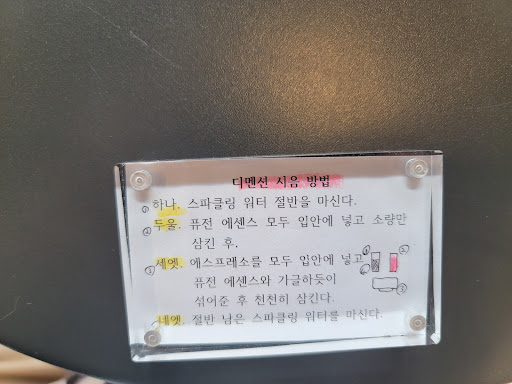 디멘션 시음 방법
① 하나. 스파클링 워터 절반을 마신다.
② 두울. 퓨전 에센스 모두 입안에 넣고 소량만
삼킨 후.
③ 세엣. 에스프레소를 모두 입안에 넣고
퓨전 에센스와 가글하듯이
섞어준 후 천천히 삼킨다.
네엣. 절반 남은 스파클링 워터를 마신다.